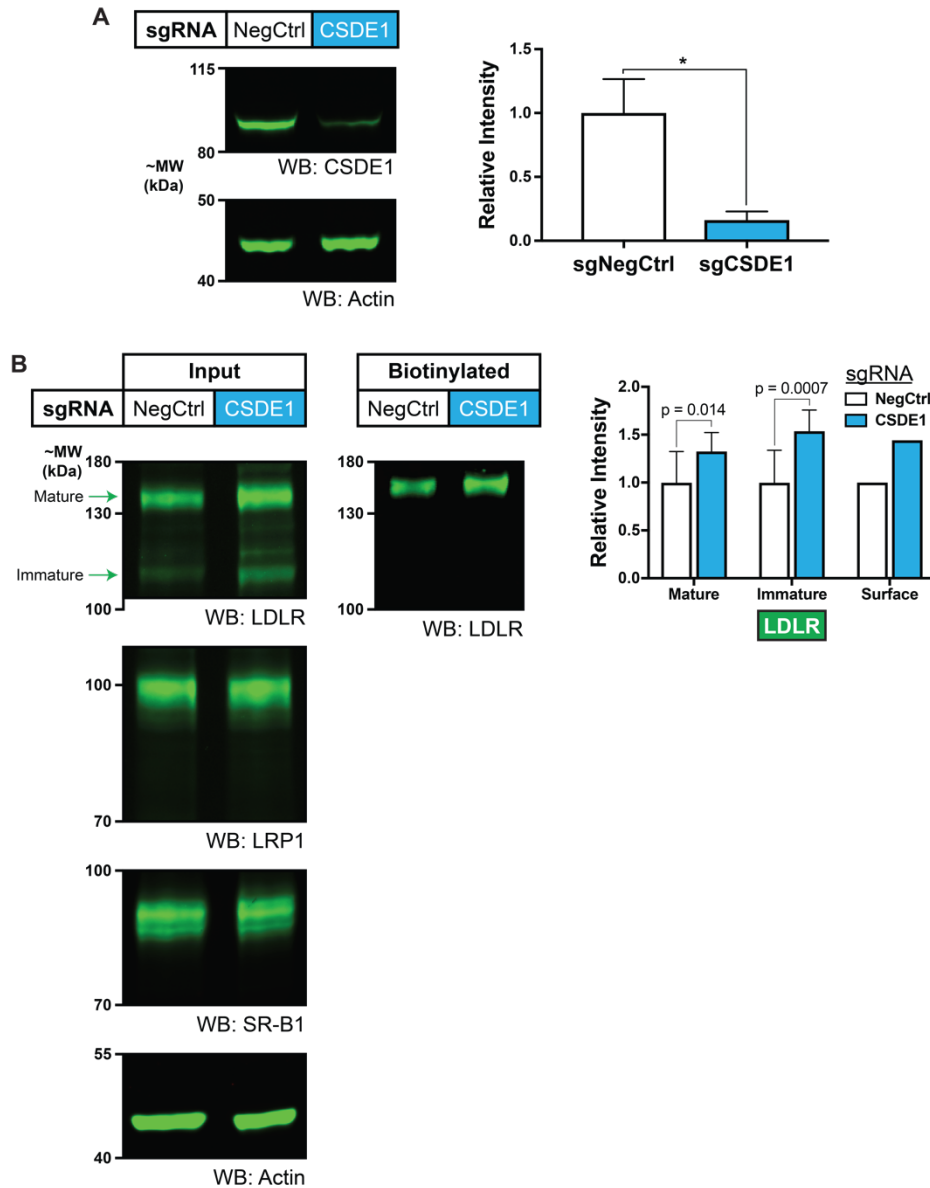 A
sgRNA NegCtrl CSDE1
115
80
WB: CSDE1
~MW
(kDa)
50
40
WB: Actin
Relative Intensity
1.5
1.0
0.5
0.0
*
sgNegCtrl sgCSDE1
B
Input
sgRNA NegCtrl CSDE1
~MW
(kDa)
180
Mature
130
Immature
100
WB: LDLR
100
70
WB: LRP1
100
70
WB: SR-B1
55
40
WB: Actin
Biotinylated
NegCtrl CSDE1
180
130
100
WB: LDLR
Relative Intensity
2.0
1.5
1.0
0.5
0.0
p = 0.014
p = 0.0007
sgRNA
NegCtrl
CSDE1
Mature Immature Surface
LDLR